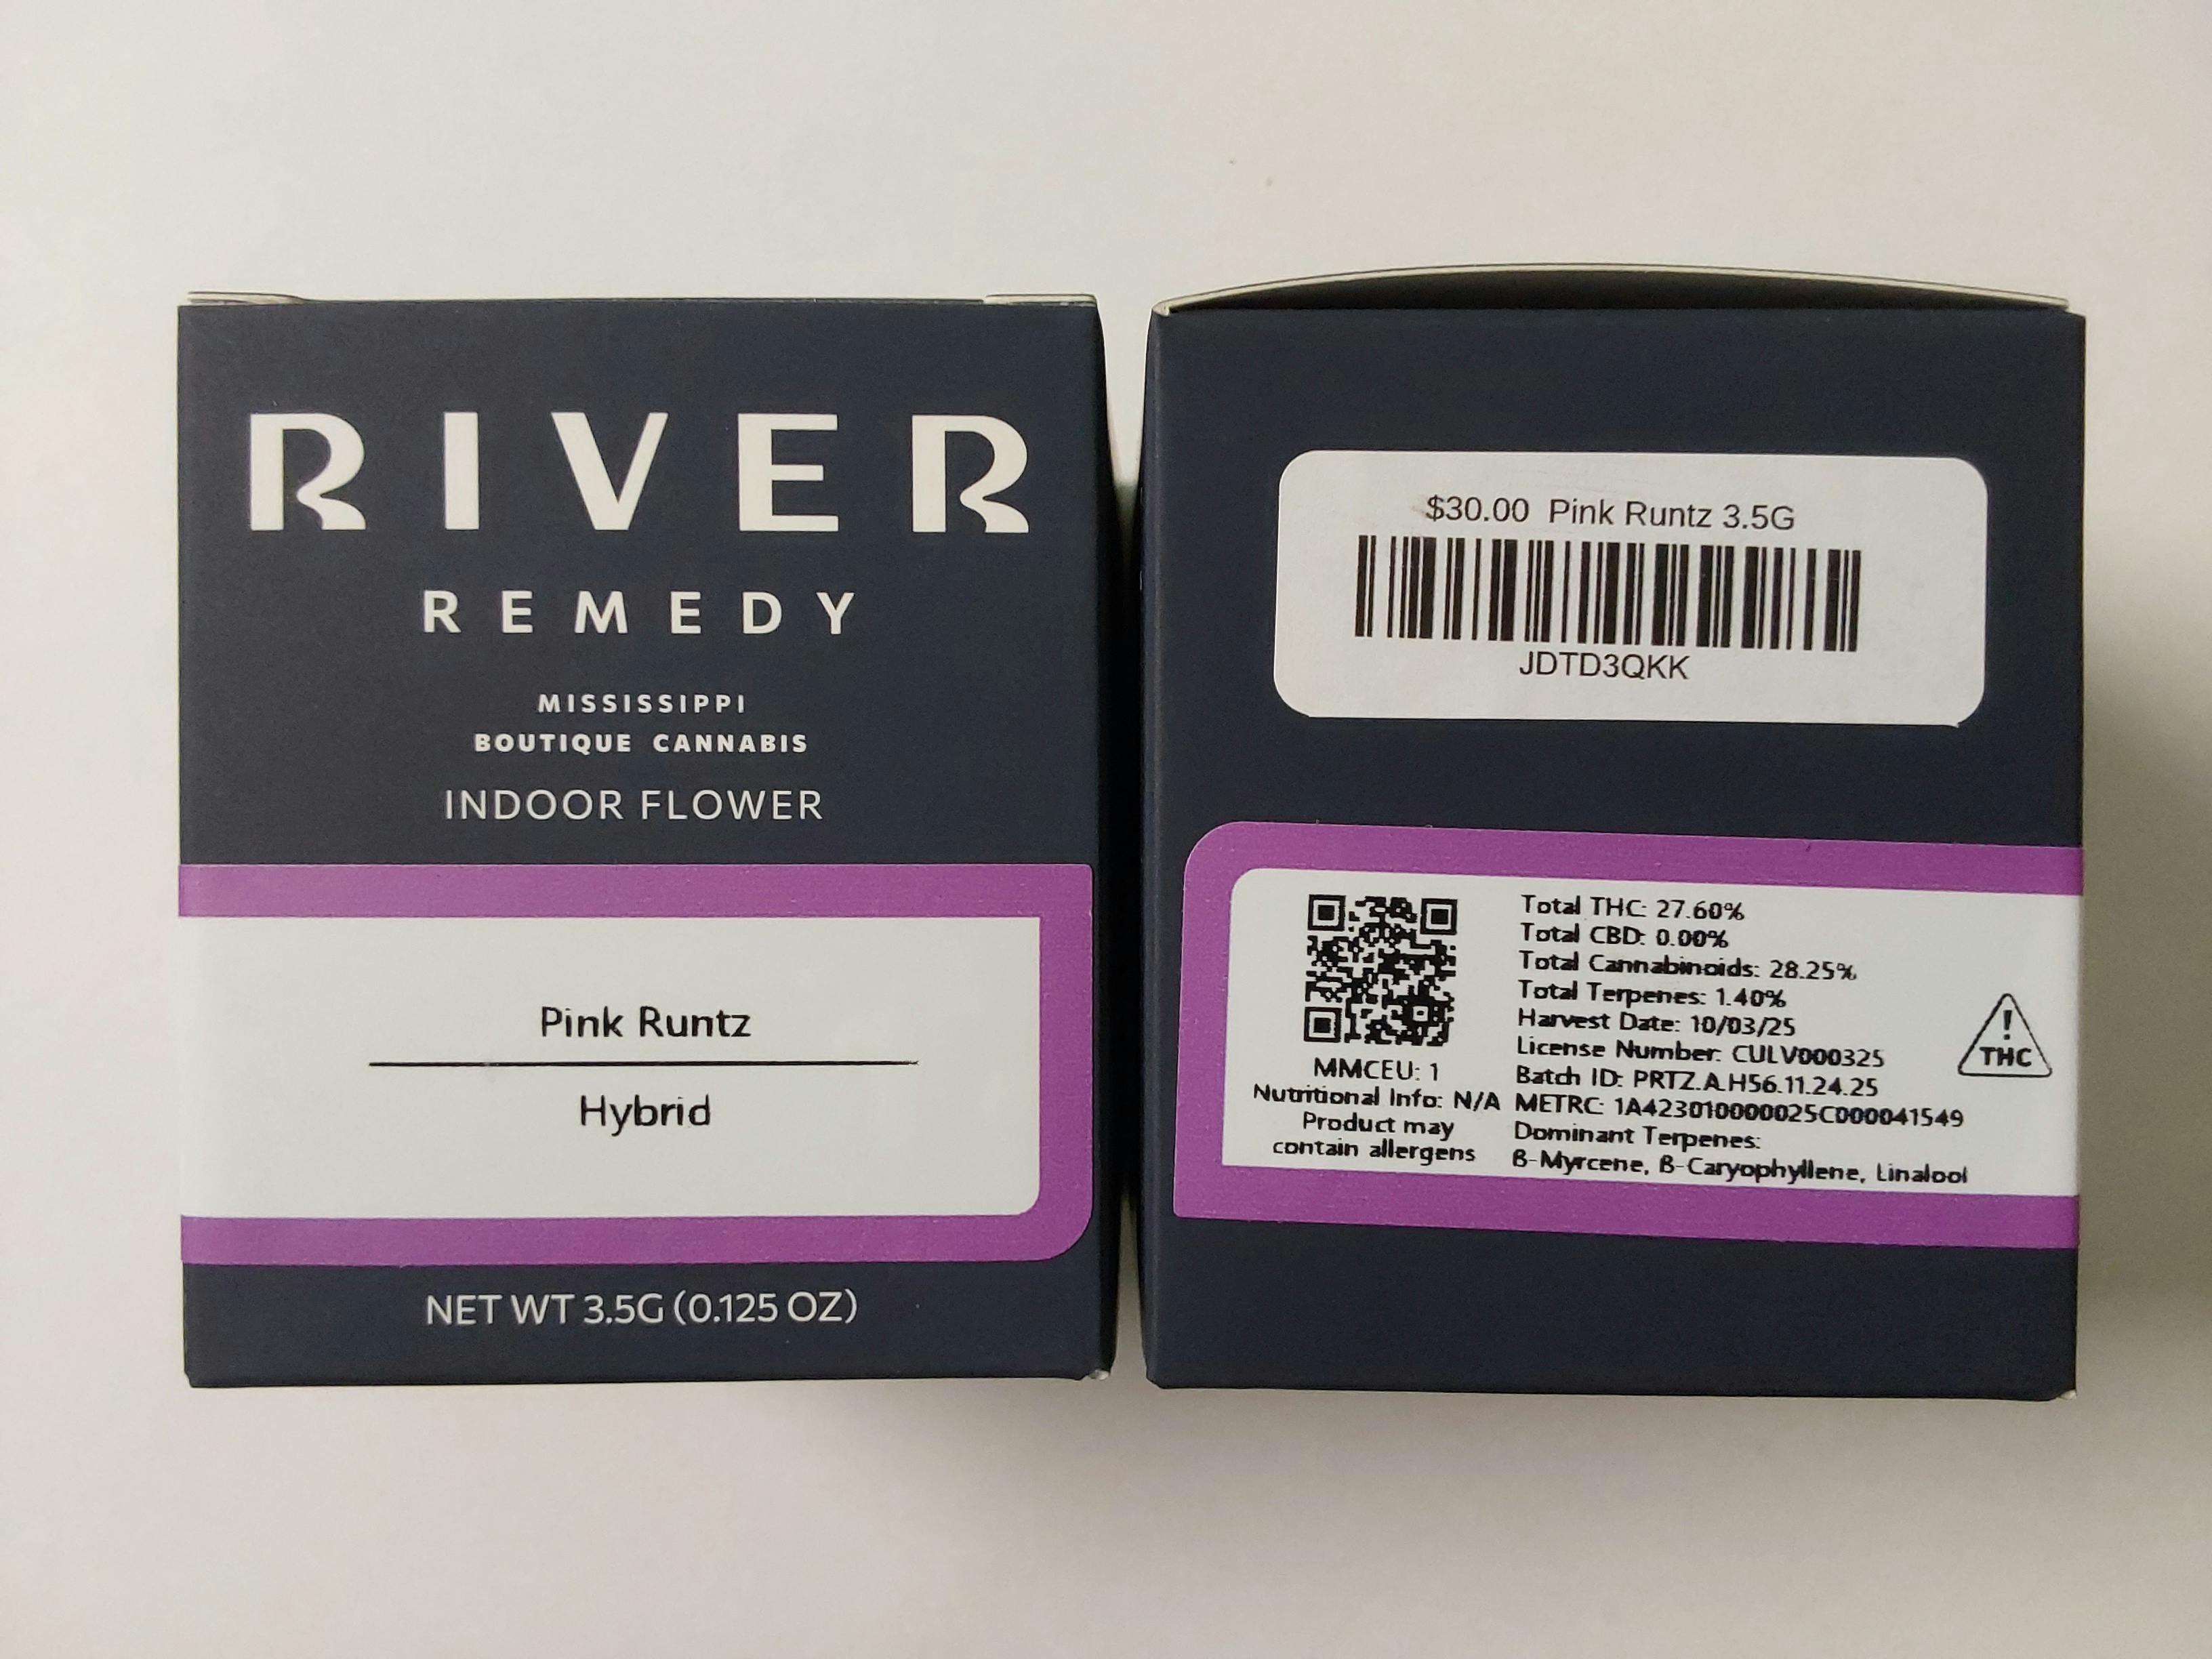 RIVER
REMEDY
MISSISSIPPI
BOUTIQUE CANNABIS
INDOOR FLOWER
Pink Runtz
Hybrid
NET WT 3.5G (0.125 OZ)
$30.00 Pink Runtz 3.5G
JDTD3QKK
MMCEU: 1
Nutritional Info: N/A
Product may
contain allergens
Total THC: 27.60%
Total CBD: 0.00%
Total Cannabinoids: 28.25%
Total Terpenes: 1.40%
Harvest Date: 10/03/25
License Number: CULV000325
Batch ID: PRTZ.A.H56.11.24.25
METRC: 1A423010000025C000041549
Dominant Terpenes:
ß-Myrcene, ß-Caryophyllene, Linalool
!
THC